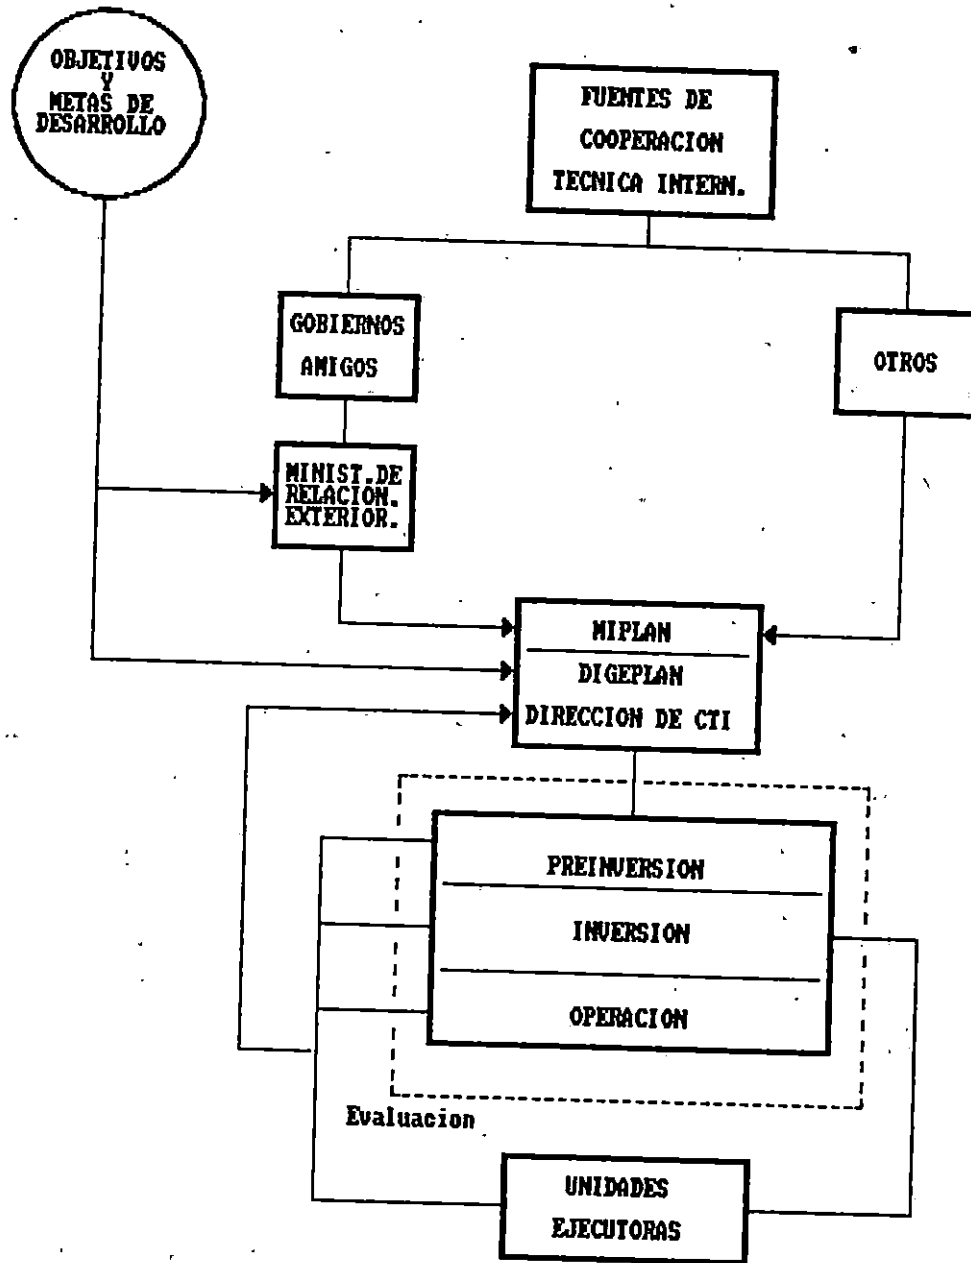 OBJETIVOS
Y
METAS DE
DESARROLLO
FUENTES DE
COOPERACION
TECNICA INTERN.
GOBIERNOS
AMIGOS
OTROS
MINIST.DE
RELACION.
EXTERIOR.
MIPLAN
DIGEPLAN
DIRECCION DE CTI
PREINVERSION
INVERSION
OPERACION
Evaluacion
UNIDADES
EJECUTORAS